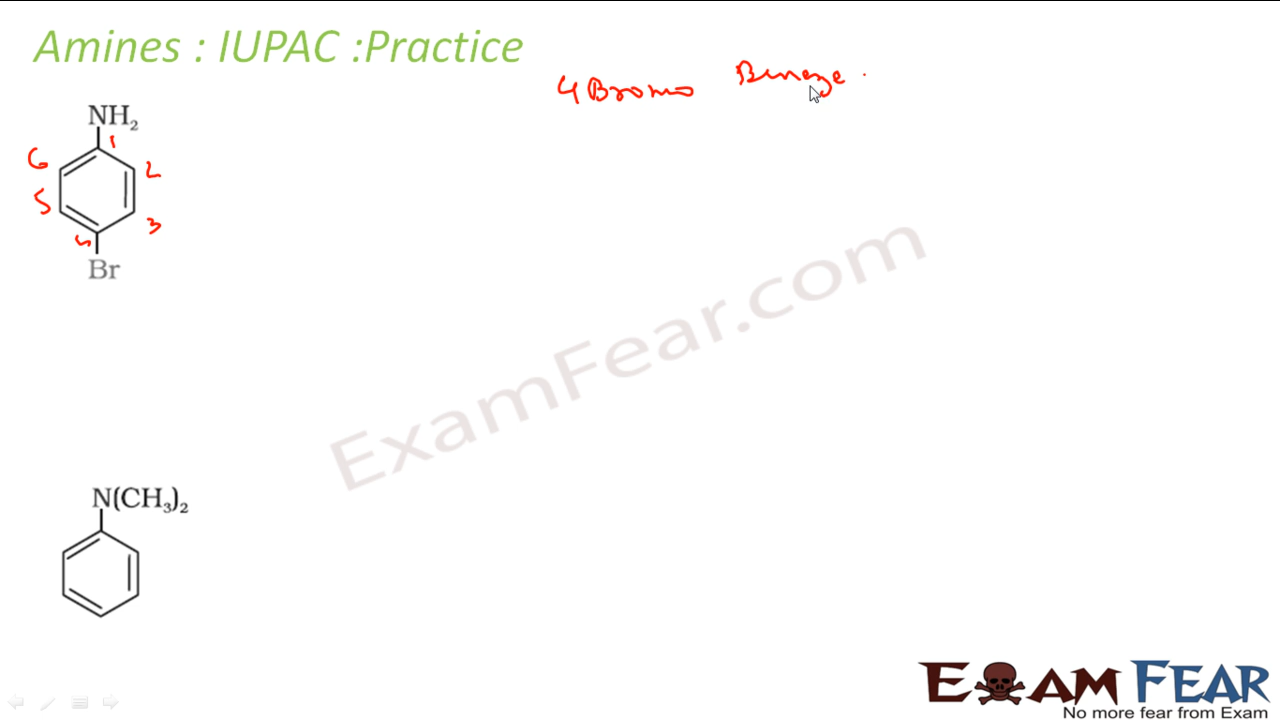 Amines : IUPAC :Practice
4 Bromo Beneze .
NH2
1
6
2
5
3
4
Br
ExamFear.com
N(CH3)2
EXAM FEAR
No more fear from Exam